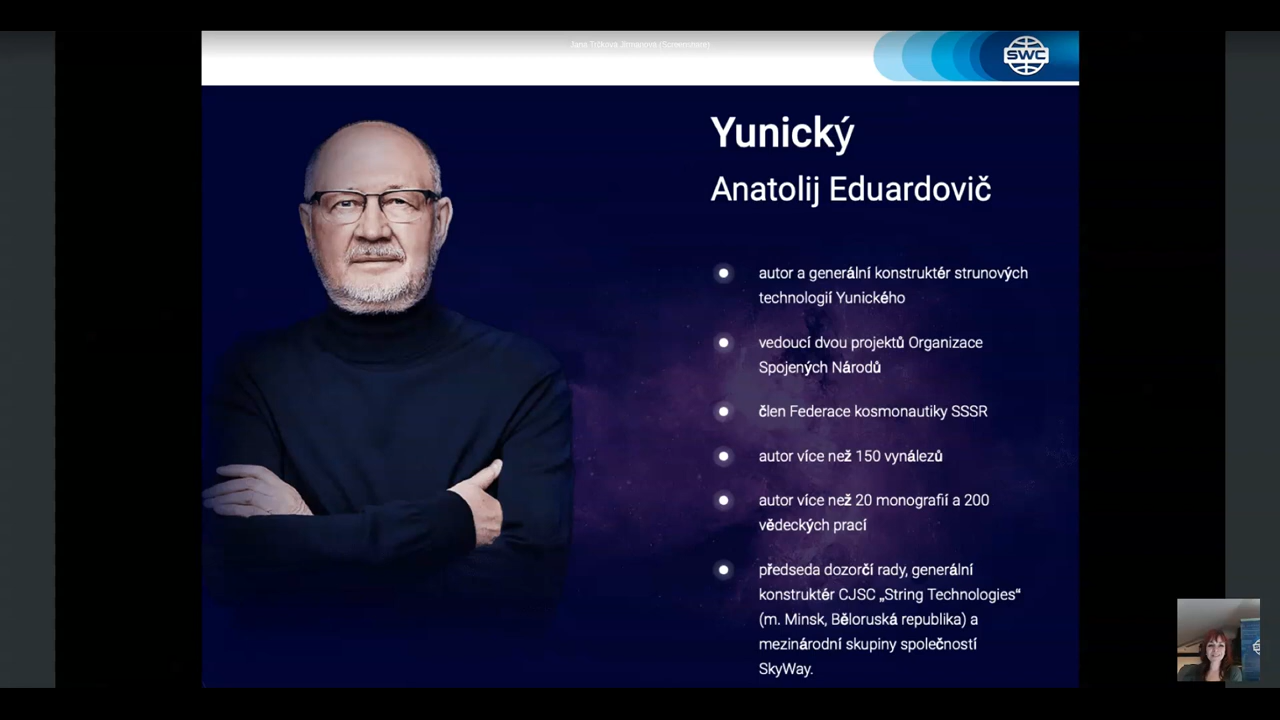 SWC
Yunický
Anatolij Eduardovič
autor a generální konstruktér strunových
technologií Yunického
vedoucí dvou projektů Organizace
Spojených Národů
člen Federace kosmonautiky SSSR
autor více než 150 vynálezů
autor více než 20 monografií a 200
vědeckých prací
předseda dozorčí rady, generální
konstruktér CJSC „String Technologies“
(m. Minsk, Běloruská republika) a
mezinárodní skupiny společností
SkyWay.